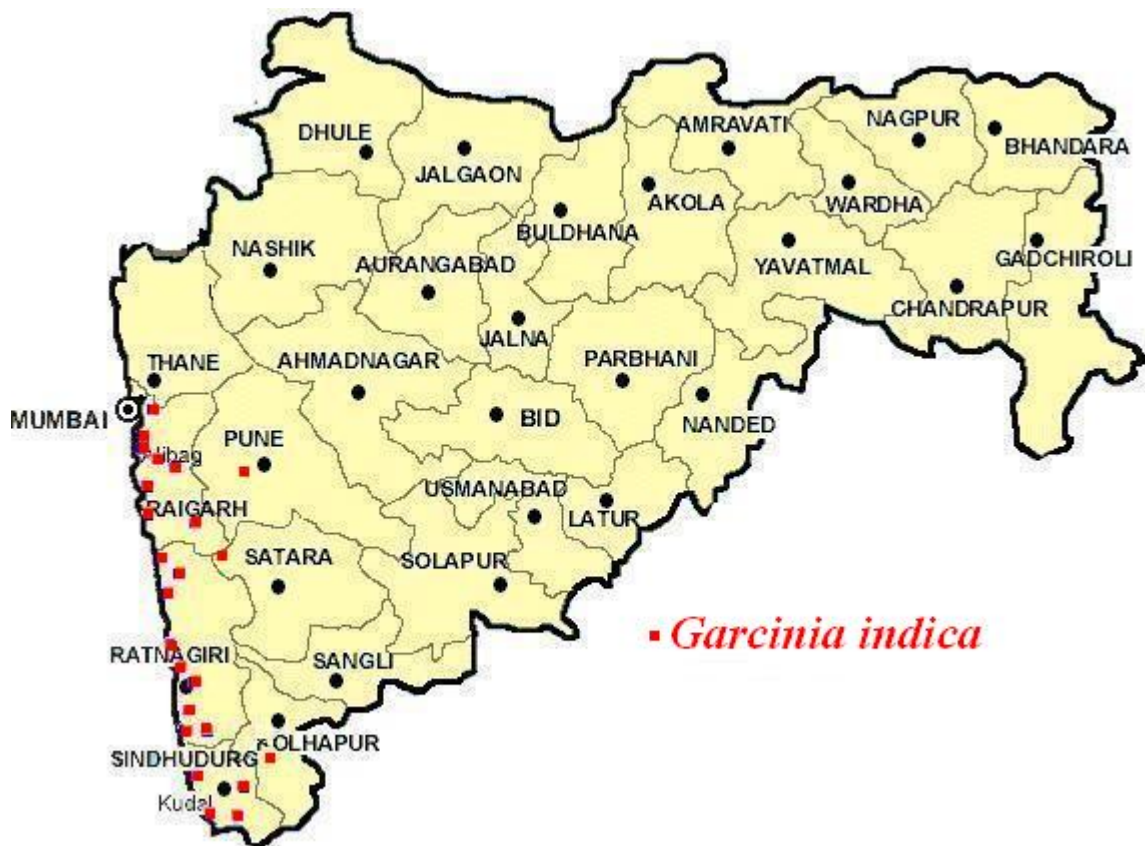 DHULE
JALGAON
AMRAVATI
NAGPUR
BHANDARA
BULDHANA
AKOLA
WARDHA
NASHIK
AURANGABAD
YAVATMAL
GADCHIROLI
CHANDRAPUR
JALNA
THANE
AHMADNAGAR
PARBHANI
MUMBAI
BID
NANDED
PUNE
USMANABAD
RAIGARH
LATUR
SATARA
SOLAPUR
Garcinia indica
RATNAGIRI
SANGLI
OLHAPUR
SINDHUDURG
Kudal